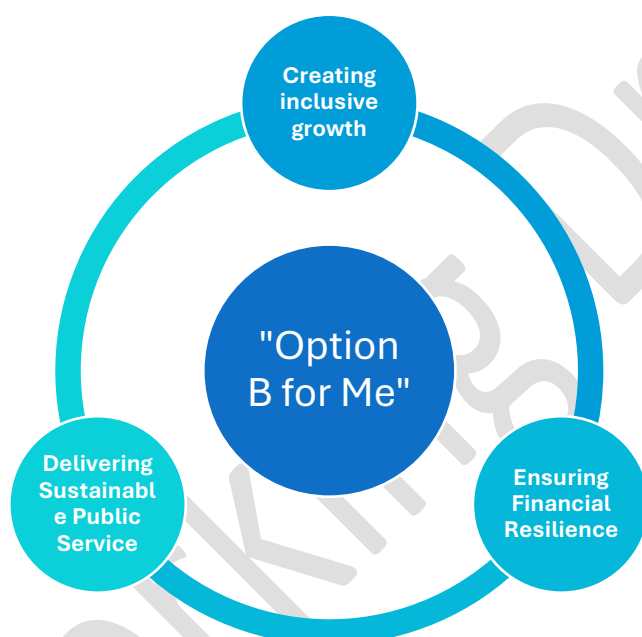 Creating
inclusive
growth
"Option
B for Me"
Delivering
Sustainabl
e Public
Service
Ensuring
Financial
Resilience